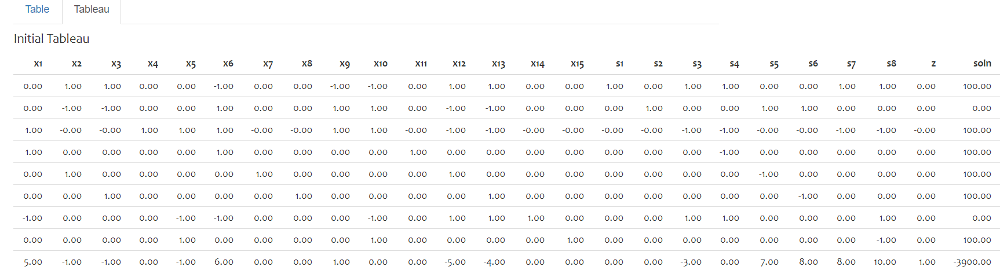 Table Tableau
Initial Tableau
x1 x2 x3 x4 x5 x6 x7 x8 x9 x10 x11 x12 x13 x14 x15 s1 s2 s3 s4 s5 s6 s7 s8 z soln
0.00 1.00 1.00 0.00 0.00 -1.00 0.00 0.00 -1.00 -1.00 0.00 1.00 1.00 0.00 0.00 1.00 0.00 1.00 1.00 0.00 0.00 1.00 1.00 0.00 100.00
0.00 -1.00 -1.00 0.00 0.00 1.00 0.00 0.00 1.00 1.00 0.00 -1.00 -1.00 0.00 0.00 0.00 1.00 0.00 0.00 1.00 1.00 0.00 0.00 0.00 0.00
1.00 -0.00 -0.00 1.00 1.00 1.00 -0.00 -0.00 1.00 1.00 -0.00 -1.00 -1.00 -0.00 -0.00 -0.00 -0.00 -1.00 -1.00 -0.00 -0.00 -1.00 -1.00 -0.00 100.00
1.00 0.00 0.00 0.00 0.00 1.00 0.00 0.00 0.00 0.00 1.00 0.00 0.00 0.00 0.00 0.00 0.00 0.00 -1.00 0.00 0.00 0.00 0.00 0.00 100.00
0.00 1.00 0.00 0.00 0.00 0.00 1.00 0.00 0.00 0.00 0.00 1.00 0.00 0.00 0.00 0.00 0.00 0.00 0.00 -1.00 0.00 0.00 0.00 0.00 100.00
0.00 0.00 1.00 0.00 0.00 0.00 0.00 1.00 0.00 0.00 0.00 0.00 1.00 0.00 0.00 0.00 0.00 0.00 0.00 0.00 -1.00 0.00 0.00 0.00 100.00
-1.00 0.00 0.00 0.00 -1.00 -1.00 0.00 0.00 0.00 -1.00 0.00 1.00 1.00 1.00 0.00 0.00 0.00 1.00 1.00 0.00 0.00 0.00 1.00 0.00 0.00
0.00 0.00 0.00 0.00 1.00 0.00 0.00 0.00 0.00 1.00 0.00 0.00 0.00 0.00 1.00 0.00 0.00 0.00 0.00 0.00 0.00 0.00 -1.00 0.00 100.00
5.00 -1.00 -1.00 0.00 -1.00 6.00 0.00 0.00 1.00 0.00 0.00 -5.00 -4.00 0.00 0.00 0.00 0.00 -3.00 0.00 7.00 8.00 8.00 10.00 1.00 -3900.00